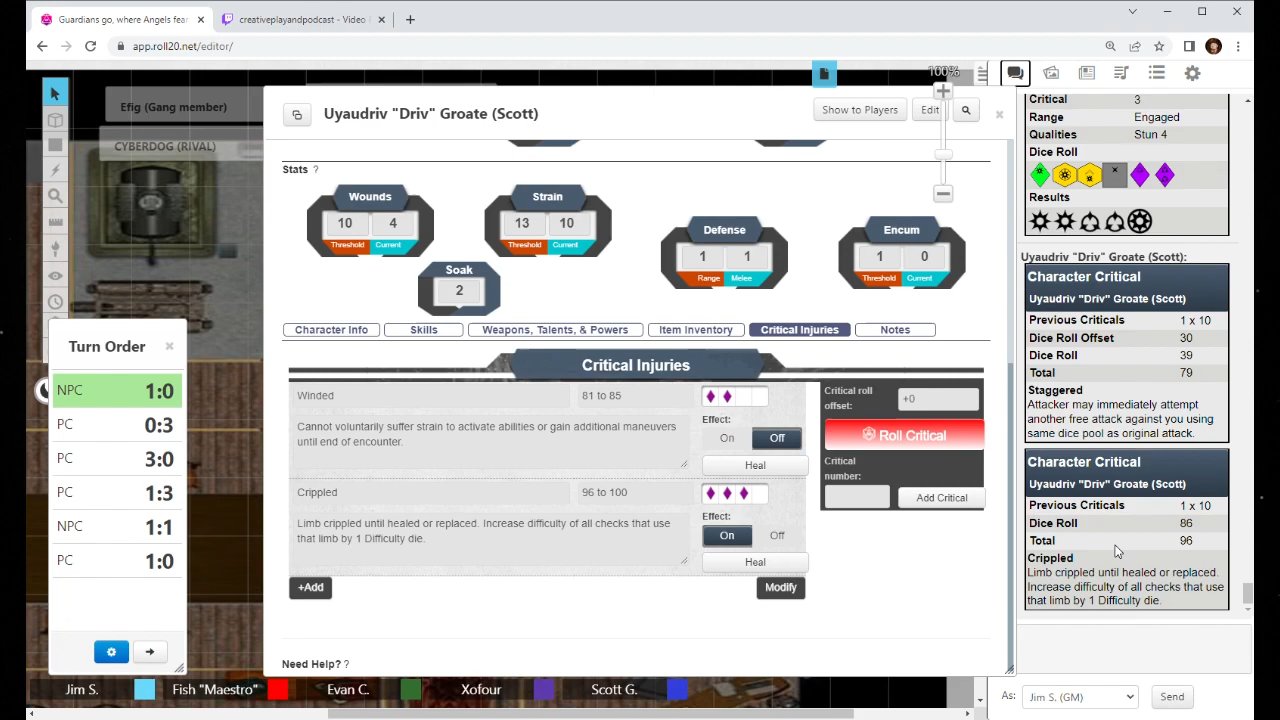 Guardians go, where Angels fear
creativeplayandpodcast - Video
app.roll20.net/editor/
Efig (Gang member)
CYBERDOG (RIVAL)
Turn Order
NPC 1:0
PC 0:3
PC 3:0
PC 1:3
NPC 1:1
PC 1:0
Uyaudriv "Driv" Groate (Scott)
Show to Players
Edit
100%
Stats ?
Wounds
10 4
Threshold Current
Strain
13 10
Threshold Current
Soak
2
Defense
1 1
Range Melee
Encum
1 0
Threshold Current
Character Info
Skills
Weapons, Talents, & Powers
Item Inventory
Critical Injuries
Notes
Critical Injuries
Winded
81 to 85
Cannot voluntarily suffer strain to activate abilities or gain additional maneuvers
until end of encounter.
Effect:
On Off
Heal
Crippled
96 to 100
Limb crippled until healed or replaced. Increase difficulty of all checks that use
that limb by 1 Difficulty die.
Effect:
On Off
Heal
+Add
Modify
Critical roll
offset:
+0
Roll Critical
Critical
number:
Add Critical
Need Help? ?
Jim S.
Fish "Maestro"
Evan C.
Xofour
Scott G.
Critical 3
Range Engaged
Qualities Stun 4
Dice Roll
Results
Uyaudriv "Driv" Groate (Scott):
Character Critical
Uyaudriv "Driv" Groate (Scott)
Previous Criticals 1 x 10
Dice Roll Offset 30
Dice Roll 39
Total 79
Staggered
Attacker may immediately attempt
another free attack against you using
same dice pool as original attack.
Character Critical
Uyaudriv "Driv" Groate (Scott)
Previous Criticals 1 x 10
Dice Roll 86
Total 96
Crippled
Limb crippled until healed or replaced.
Increase difficulty of all checks that use
that limb by 1 Difficulty die.
As: Jim S. (GM)
Send